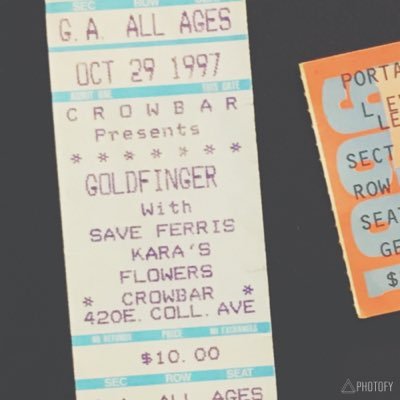 SEC ROW SEAT
G.A. ALL AGES
OCT 29 1997
ADMIT ONE THIS DATE
CROWBAR
Presents
* * * * * * *
GOLDFINGER
With
SAVE FERRIS
KARA'S
FLOWERS
* CROWBAR *
420E. COLL. AVE
NO REFUNDS PRICE NO EXCHANGES
$10.00
SEC ROW SEAT
ALL AGES
PORTA
L
LE
SECT
ROW
SEAT
GE
$
PHOTOFY